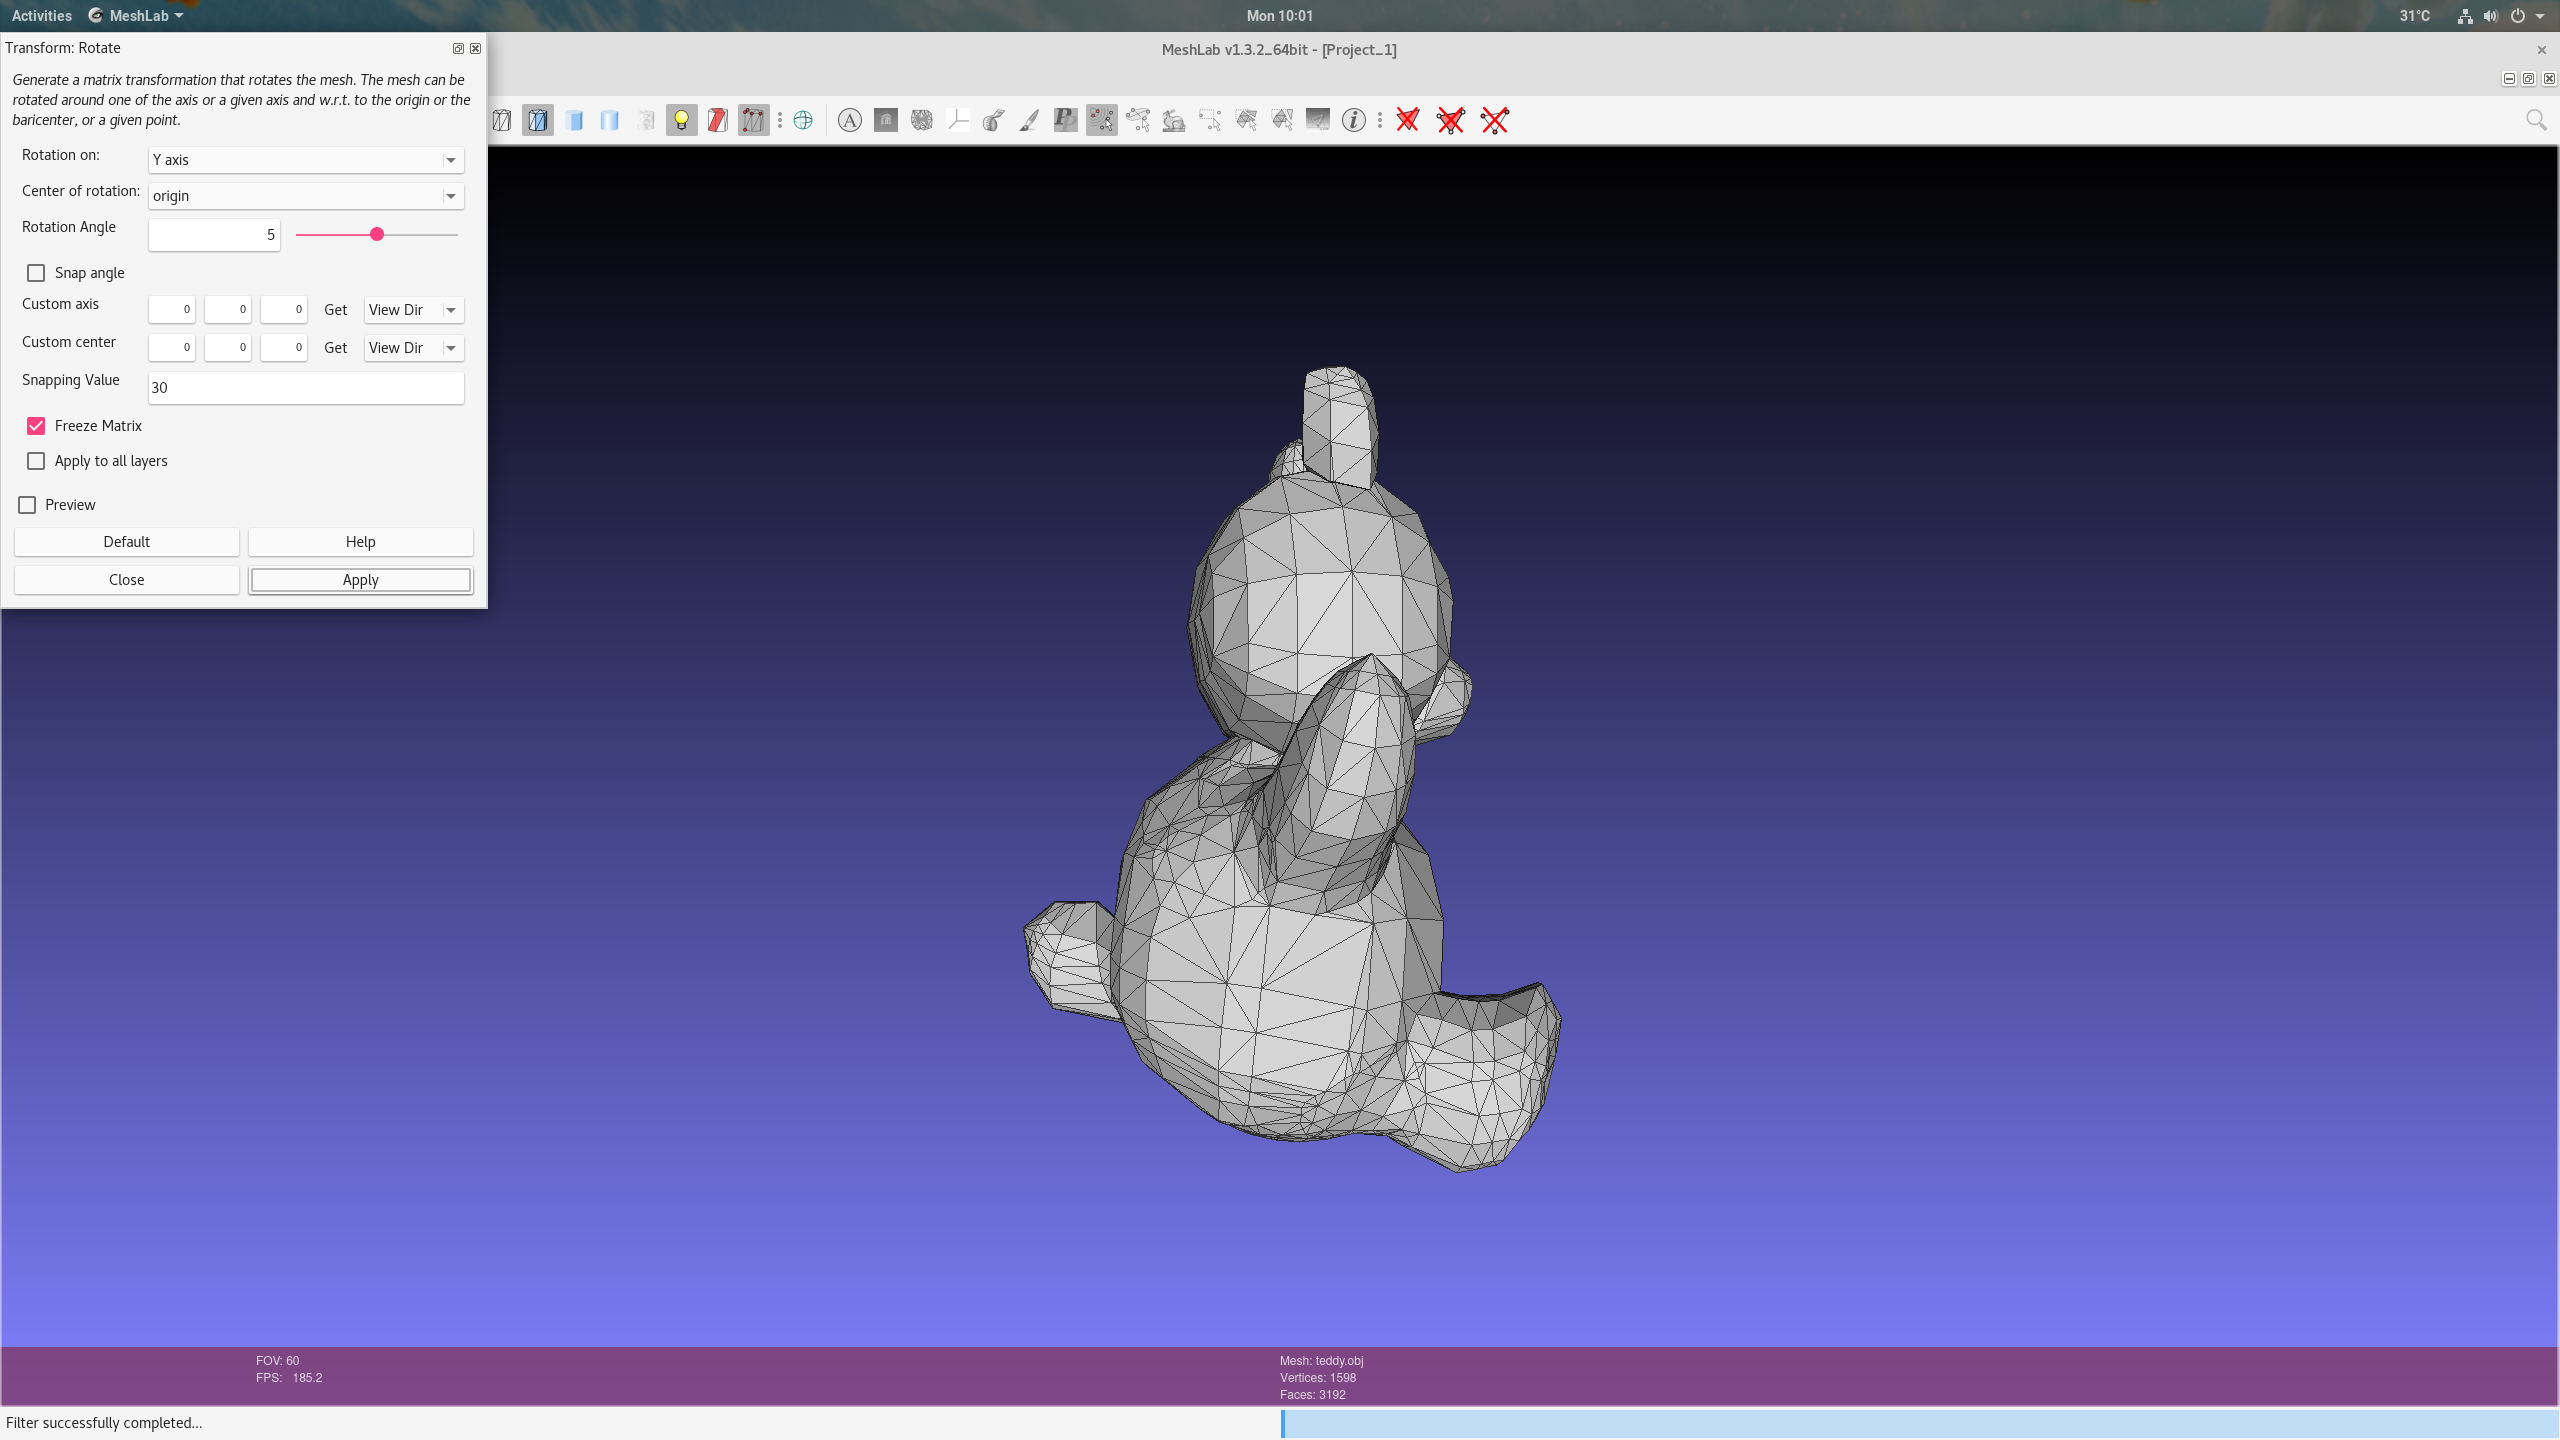 Activities
MeshLab
Mon 10:01
31°C
Transform: Rotate
MeshLab v1.3.2_64bit - [Project_1]
Generate a matrix transformation that rotates the mesh. The mesh can be
rotated around one of the axis or a given axis and w.r.t. to the origin or the
baricenter, or a given point.
Rotation on:
Y axis
Center of rotation:
origin
Rotation Angle
5
Snap angle
Custom axis
0 0 0 Get View Dir
Custom center
0 0 0 Get View Dir
Snapping Value
30
Freeze Matrix
Apply to all layers
Preview
Default
Help
Close
Apply
FOV: 60
FPS: 185.2
Mesh: teddy.obj
Vertices: 1598
Faces: 3192
Filter successfully completed...